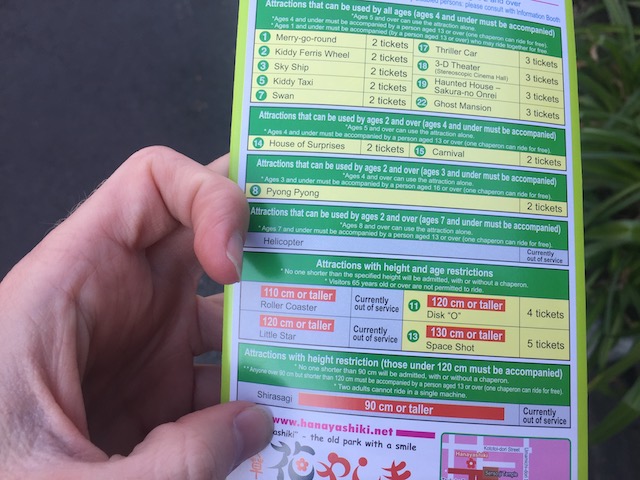 persons: please consult with Information Booth
Attractions that can be used by all ages (ages 4 and under must be accompanied)
*Ages 5 and over can use the attraction alone.
*Ages 4 and under must be accompanied by a person aged 13 or over (one chaperon can ride for free).
1 Merry-go-round 2 tickets
2 Kiddy Ferris Wheel 2 tickets
3 Sky Ship 2 tickets
5 Kiddy Taxi 2 tickets
7 Swan 2 tickets
17 Thriller Car 3 tickets
18 3-D Theater (Stereoscopic Cinema Hall) 3 tickets
19 Haunted House –
Sakura-no Onrei 3 tickets
22 Ghost Mansion 3 tickets
Attractions that can be used by ages 2 and over (ages 4 and under must be accompanied)
*Ages 5 and over can use the attraction alone.
*Ages 4 and under must be accompanied by a person aged 13 or over (one chaperon can ride for free).
14 House of Surprises 2 tickets
15 Carnival 2 tickets
Attractions that can be used by ages 2 and over (ages 3 and under must be accompanied)
*Ages 4 and over can use the attraction alone.
*Ages 3 and under must be accompanied by a person aged 16 or over (one chaperon can ride for free).
8 Pyong Pyong 2 tickets
Attractions that can be used by ages 2 and over (ages 7 and under must be accompanied)
*Ages 8 and over can use the attraction alone.
*Ages 7 and under must be accompanied by a person aged 13 or over (one chaperon can ride for free).
Helicopter Currently out of service
Attractions with height and age restrictions
* No one shorter than the specified height will be admitted, with or without a chaperon.
* Visitors 65 years old or over are not permitted to ride.
110 cm or taller
Roller Coaster Currently out of service
120 cm or taller
Little Star Currently out of service
11 120 cm or taller
Disk "O" 4 tickets
13 130 cm or taller
Space Shot 5 tickets
Attractions with height restriction (those under 120 cm must be accompanied)
* No one shorter than 90 cm will be admitted, with or without a chaperon.
* Anyone over 90 cm but shorter than 120 cm must be accompanied by a person aged 13 or over (one chaperon can ride for free).
* Two adults cannot ride in a single machine.
Shirasagi 90 cm or taller Currently out of service
www.hanayashiki.net
ashiki" - the old park with a smile
花やしき
Hanayashiki